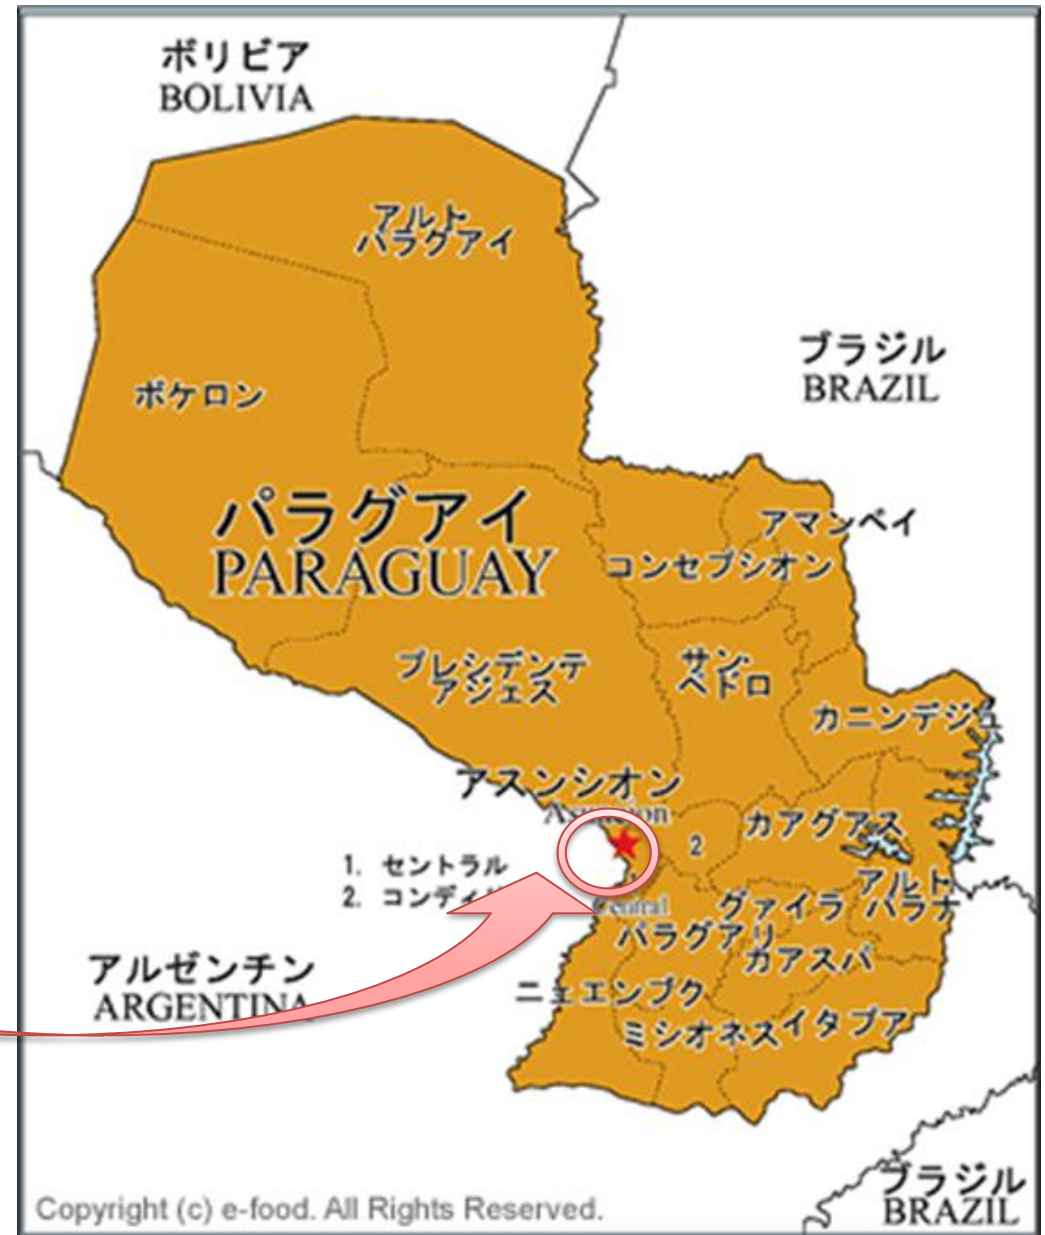 ボリビア
BOLIVIA
アルト
パラグアイ
ブラジル
BRAZIL
ボケロン
パラグアイ
PARAGUAY
アマンベイ
コンセプシオン
プレシデンテ
アジェス
サン・
ペドロ
カニンデジュ
アスンシオン
Asuncion
カアグアス
2
1. セントラル
2.
Central
アルト
パラナ
グァイラ
パラグアリ
カアスパ
アルゼンチン
ARGENTINA
ニェエンブク
ミシオネス
イタプア
ブラジル
BRAZIL
Copyright (c) e-food. All Rights Reserved.